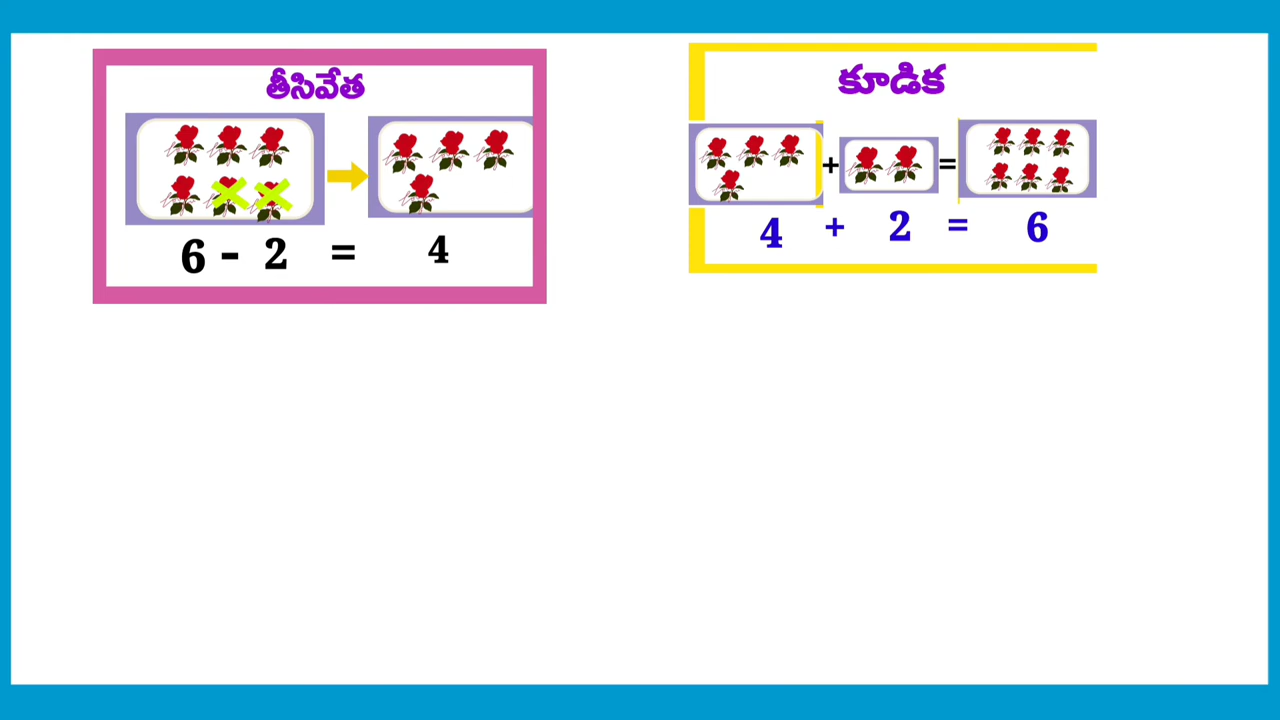 తీసివేత
6 - 2 = 4
కూడిక
+ =
4 + 2 = 6